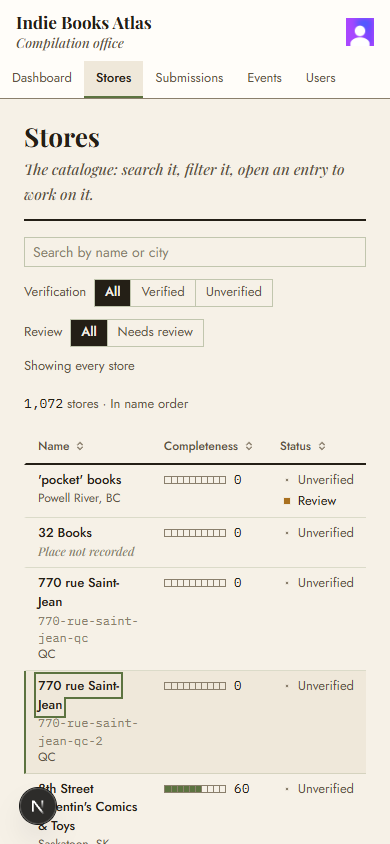 Indie Books Atlas
Compilation office
Dashboard Stores Submissions Events Users
Stores
The catalogue: search it, filter it, open an entry to
work on it.
Search by name or city
Verification All Verified Unverified
Review All Needs review
Showing every store
1,072 stores · In name order
Name Completeness Status
'pocket' books 0 · Unverified
Powell River, BC Review
32 Books 0 · Unverified
Place not recorded
770 rue Saint- 0 · Unverified
Jean
770-rue-saint-
jean-qc
QC
770 rue Saint- 0 · Unverified
Jean
770-rue-saint-
jean-qc-2
QC
8th Street 60 · Unverified
N entin's Comics
& Toys
Saskatoon, SK